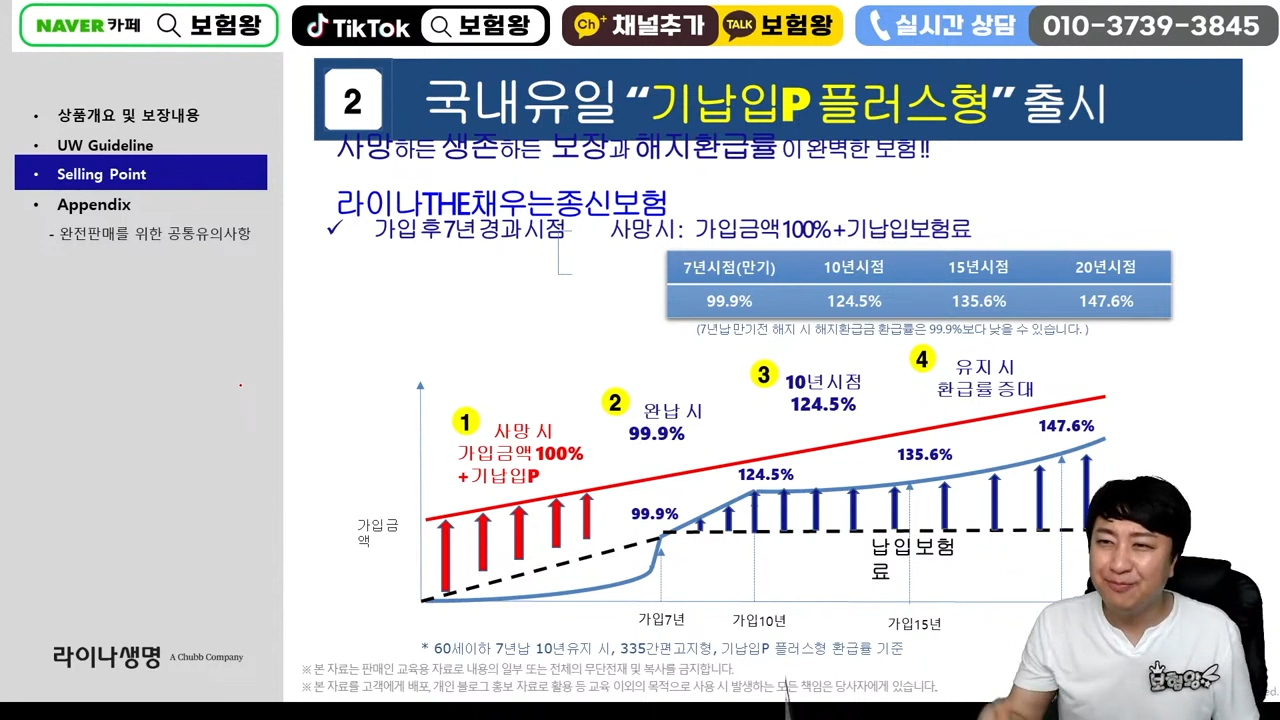 NAVER 카페 보험왕
TikTok 보험왕
Ch+ 채널추가 TALK 보험왕
실시간 상담 010-3739-3845
• 상품개요 및 보장내용
• UW Guideline
• Selling Point
• Appendix
- 완전판매를 위한 공통유의사항
라이나생명 A Chubb Company
2 국내유일 “기납입P 플러스형” 출시
사망하든 생존하든 보장과 해지환급률이 완벽한 보험!!
라이나THE채우는종신보험
✓ 가입 후 7년 경과시점 사망 시 : 가입금액 100% + 기납입보험료
7년시점(만기) 10년시점 15년시점 20년시점
99.9% 124.5% 135.6% 147.6%
(7년납 만기전 해지 시 해지환급금 환급률은 99.9%보다 낮을 수 있습니다. )
1 사망 시
가입금액 100%
+기납입P
2 완납 시
99.9%
3 10년시점
124.5%
4 유지 시
환급률 증대
99.9%
124.5%
135.6%
147.6%
가입금
액
납입보험
료
가입7년 가입10년 가입15년
* 60세이하 7년납 10년유지 시, 335간편고지형, 기납입P 플러스형 환급률 기준
※ 본 자료는 판매인 교육용 자료로 내용의 일부 또는 전체의 무단전재 및 복사를 금지합니다.
※ 본 자료를 고객에게 배포, 개인 블로그 홍보 자료로 활용 등 교육 이외의 목적으로 사용 시 발생하는 모든 책임은 당사자에게 있습니다.
보험왕
ed.